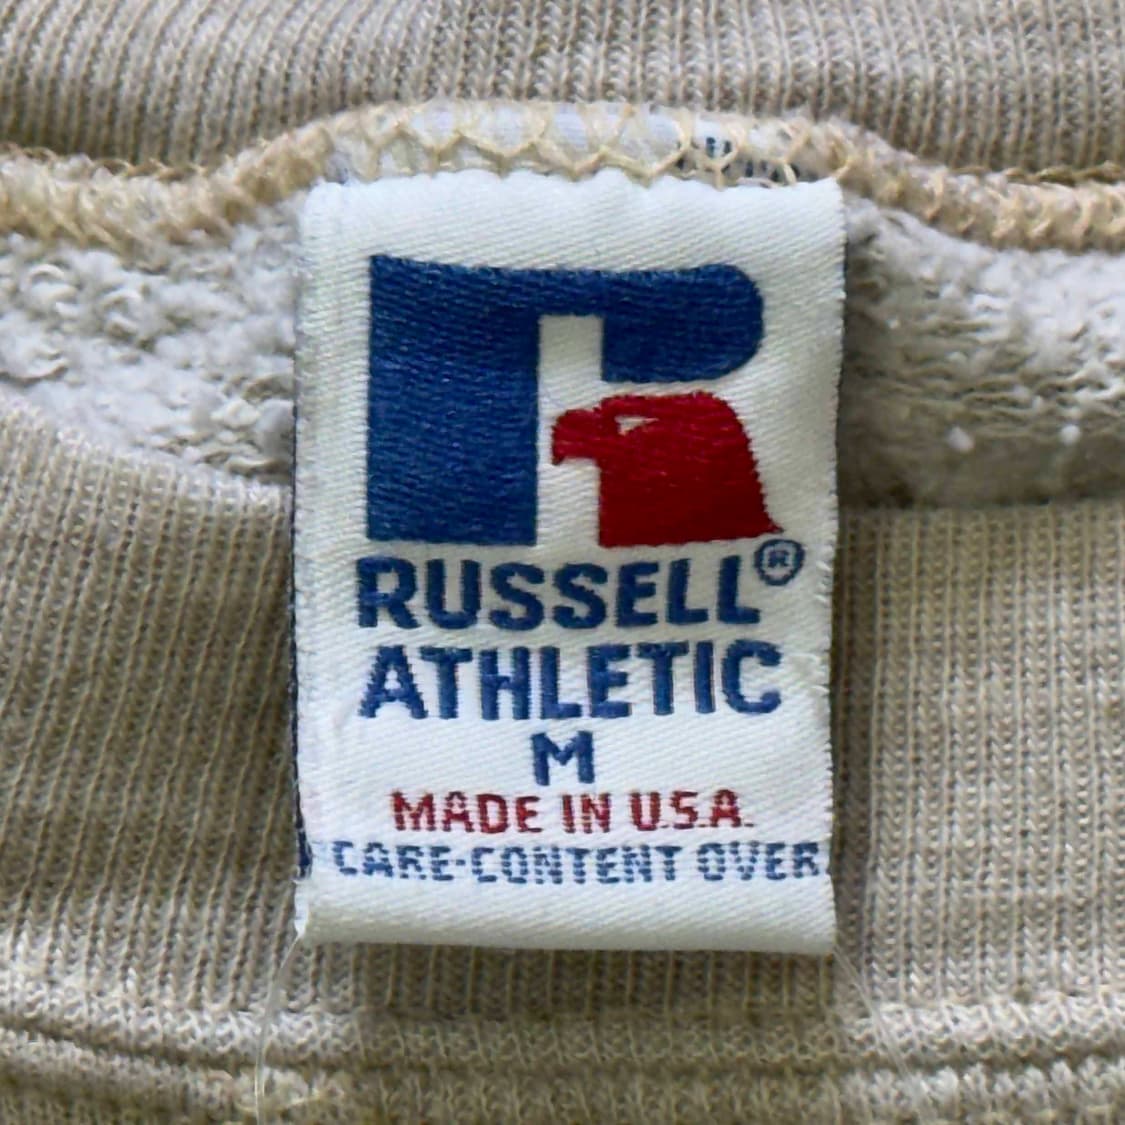 RUSSELL®
ATHLETIC
M
MADE IN U.S.A.
CARE-CONTENT OVER